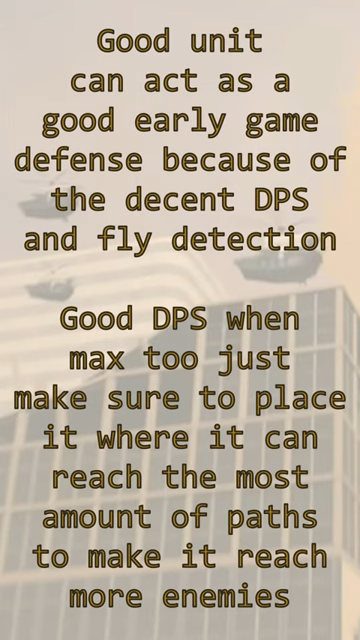 Good unit
can act as a
good early game
defense because of
the decent DPS
and fly detection
Good DPS when
max too just
make sure to place
it where it can
reach the most
amount of paths
to make it reach
more enemies